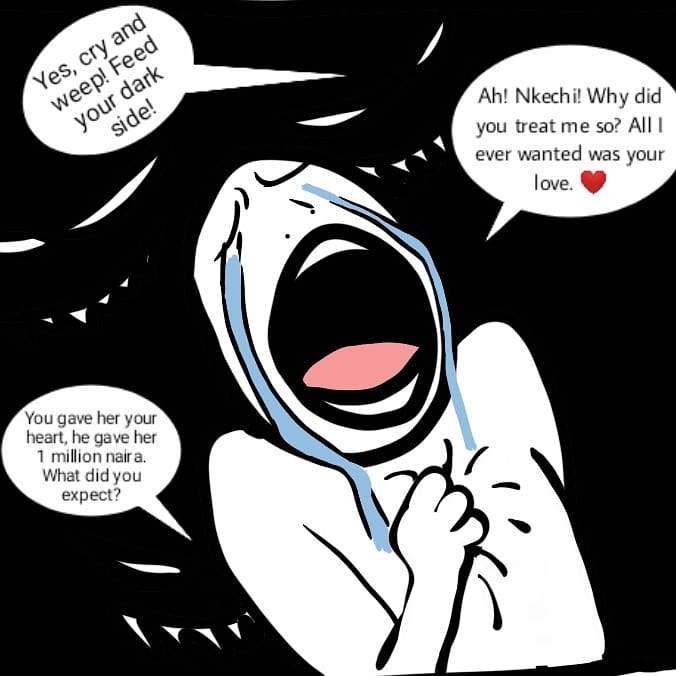 Yes, cry and
weep! Feed
your dark
side!
Ah! Nkechi! Why did
you treat me so? All I
ever wanted was your
love. ❤️
You gave her your
heart, he gave her
1 million naira.
What did you
expect?